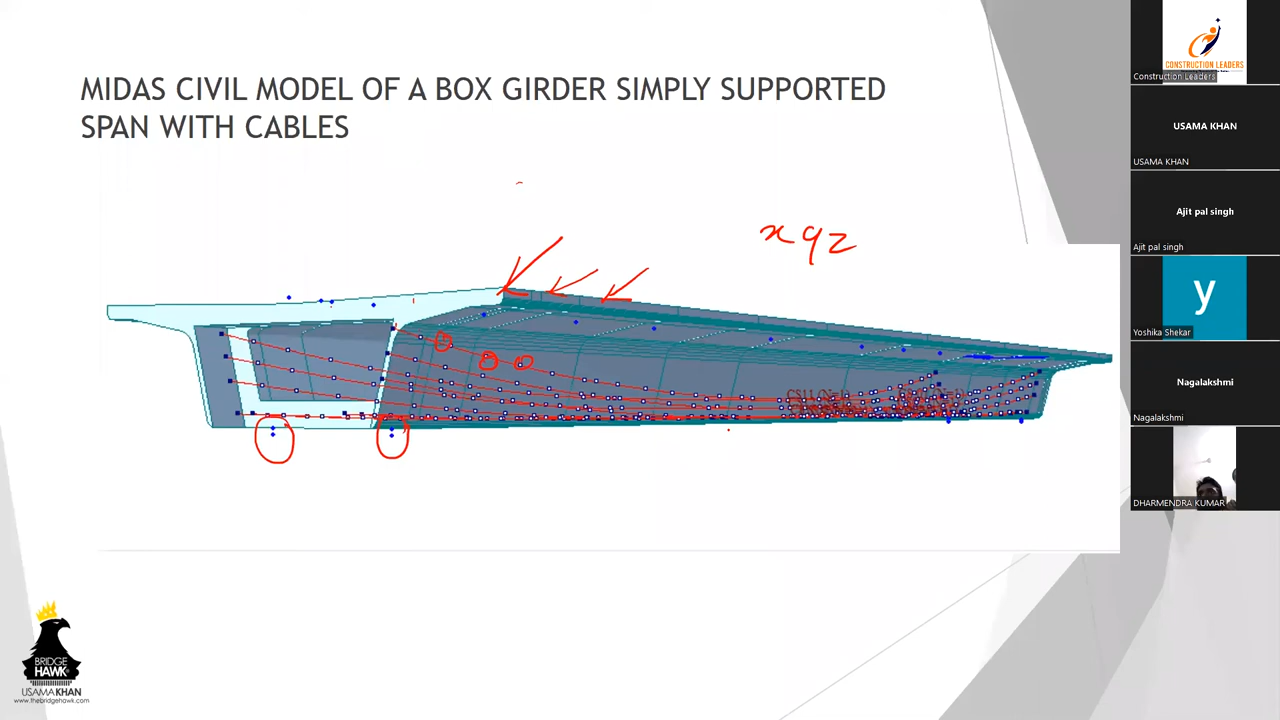 MIDAS CIVIL MODEL OF A BOX GIRDER SIMPLY SUPPORTED
SPAN WITH CABLES
xyz
BRIDGE
HAWK
USAMA KHAN
www.thebridgehawk.com
CONSTRUCTION LEADERS
Construction Leaders
USAMA KHAN
USAMA KHAN
Ajit pal singh
Ajit pal singh
y
Yoshika Shekar
Nagalakshmi
Nagalakshmi
DHARMENDRA KUMAR